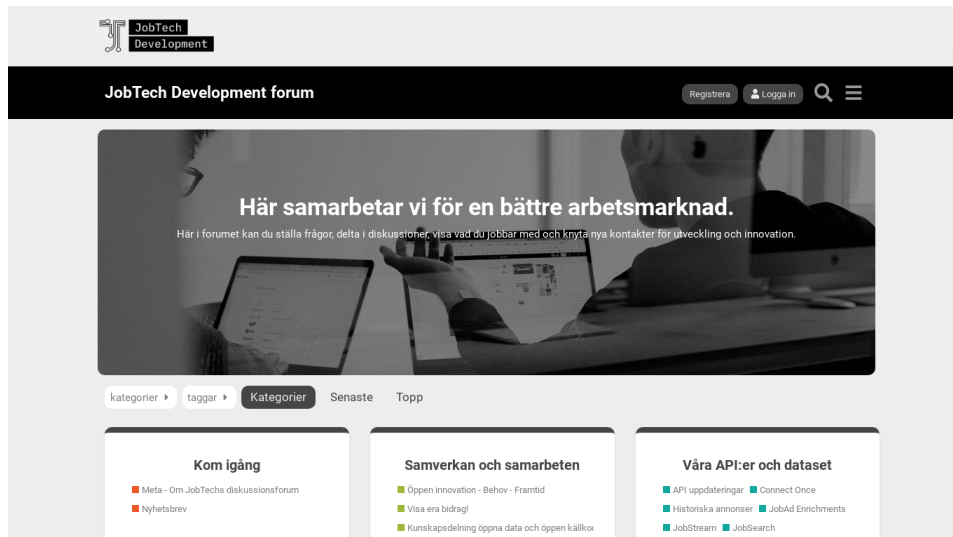 JobTech
Development
JobTech Development forum
Registrera
Logga in
Här samarbetar vi för en bättre arbetsmarknad.
Här i forumet kan du ställa frågor, delta i diskussioner, visa vad du jobbar med och knyta nya kontakter för utveckling och innovation.
kategorier
taggar
Kategorier
Senaste
Topp
Kom igång
Meta - Om JobTechs diskussionsforum
Nyhetsbrev
Samverkan och samarbeten
Öppen innovation - Behov - Framtid
Visa era bidrag!
Kunskapsdelning öppna data och öppen källkod
Våra API:er och dataset
API uppdateringar Connect Once
Historiska annonser JobAd Enrichments
JobStream JobSearch